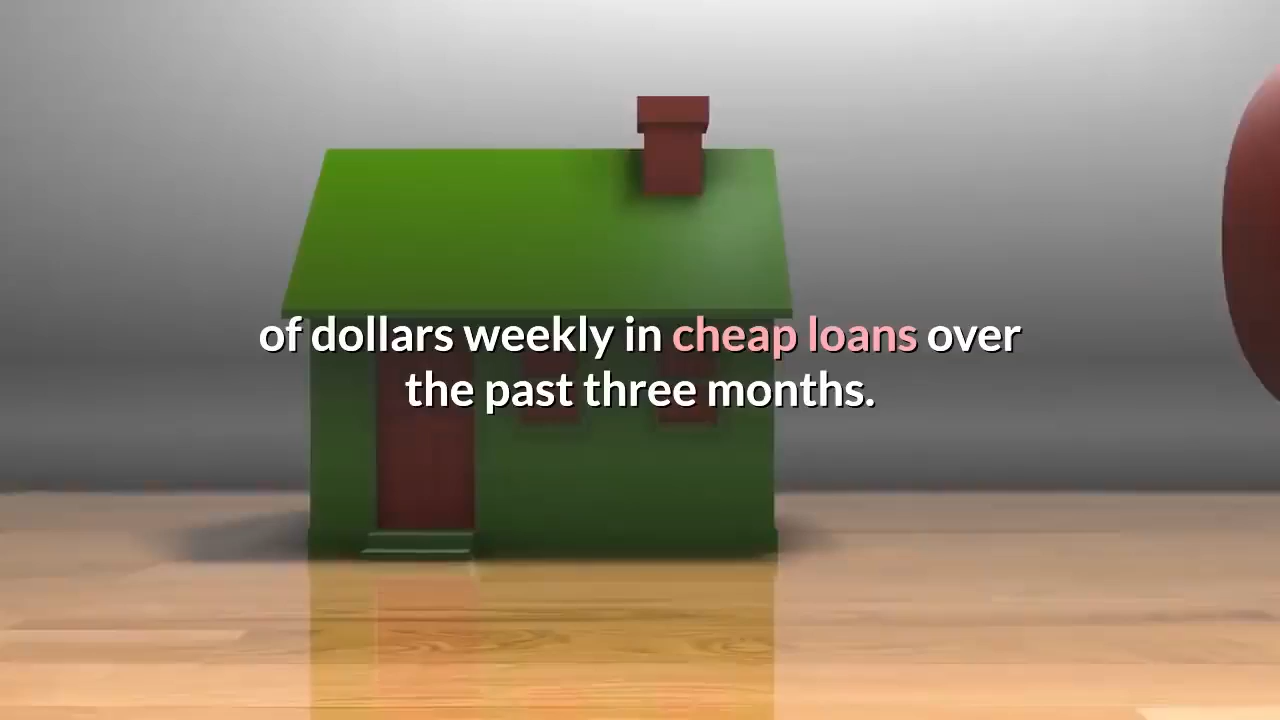 of dollars weekly in cheap loans over
the past three months.